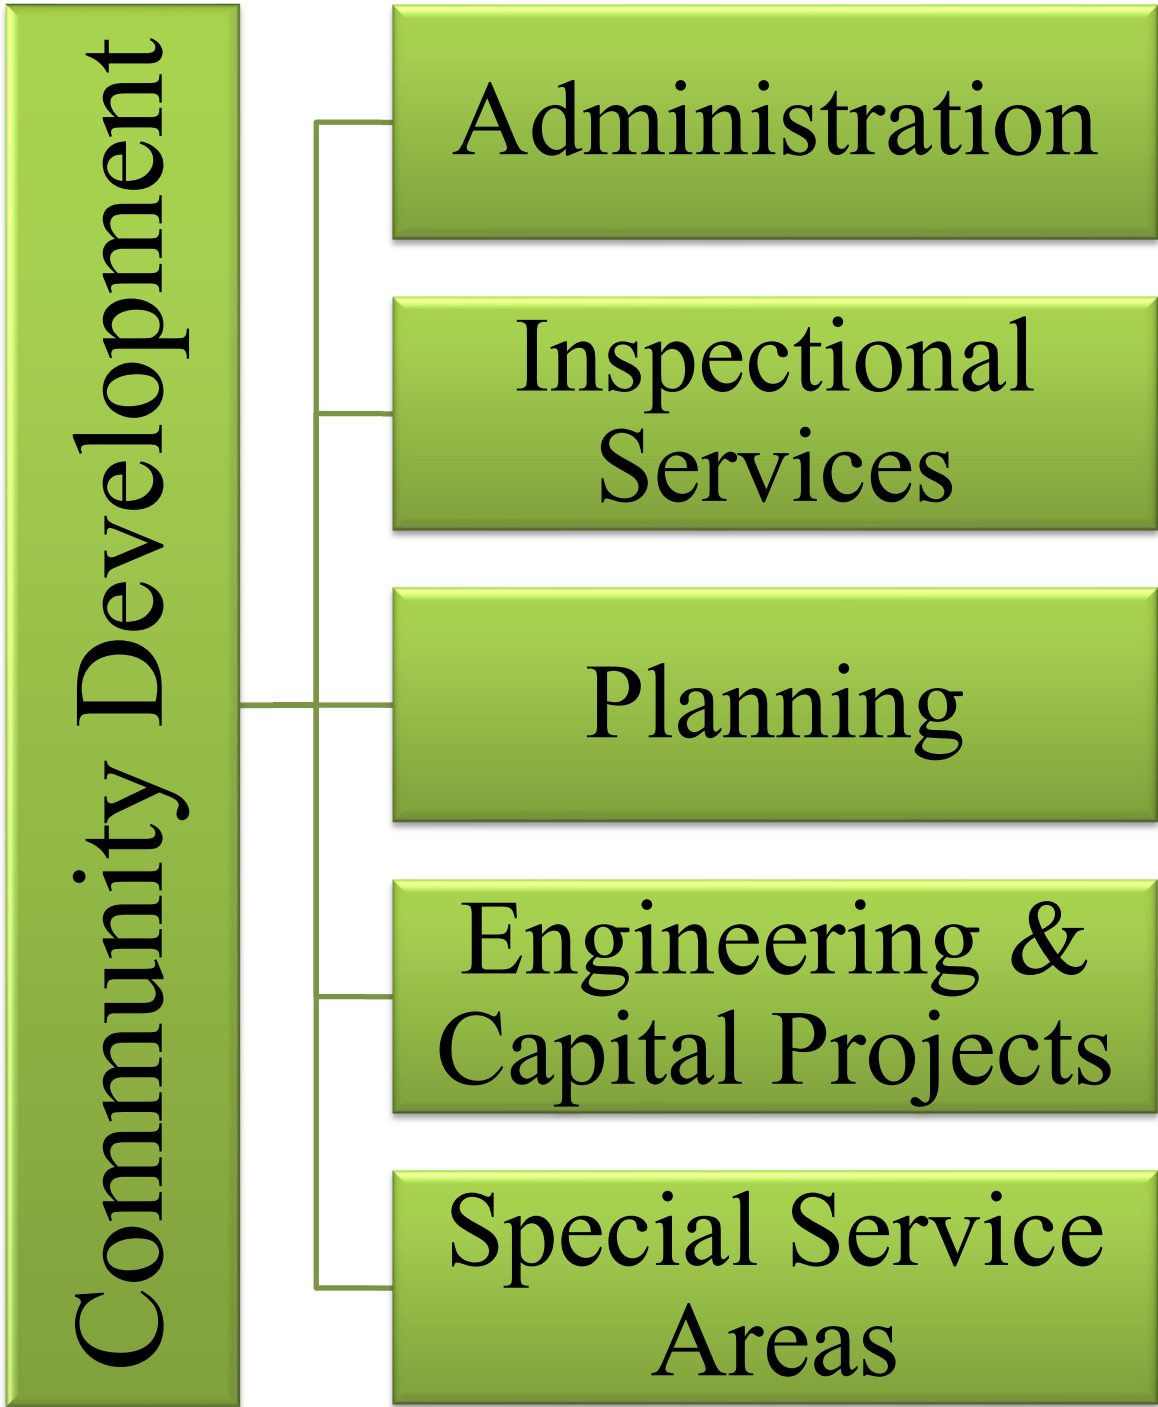 Community Development
Administration
Inspectional
Services
Planning
Engineering &
Capital Projects
Special Service
Areas